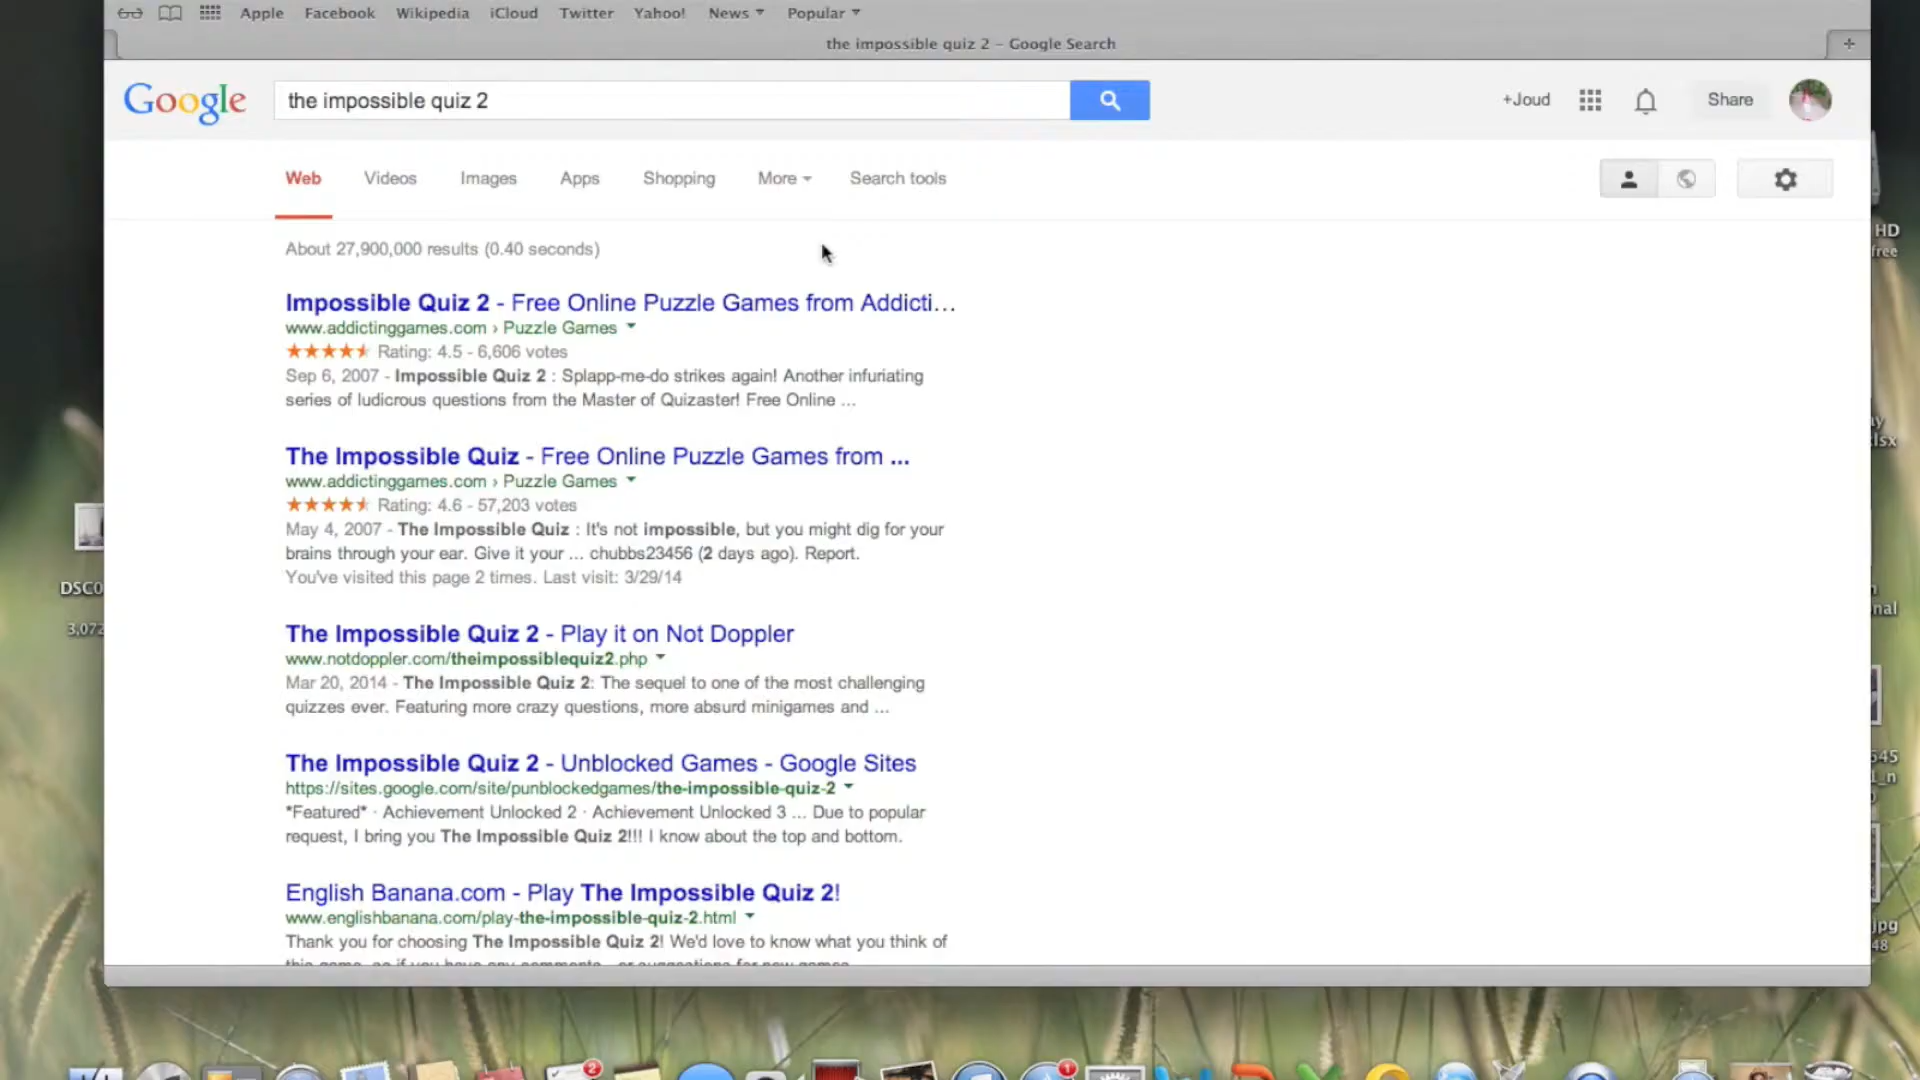 Apple Facebook Wikipedia iCloud Twitter Yahoo! News Popular
the impossible quiz 2 – Google Search
Google the impossible quiz 2 +Joud Share
Web Videos Images Apps Shopping More Search tools
About 27,900,000 results (0.40 seconds)
Impossible Quiz 2 - Free Online Puzzle Games from Addicti...
www.addictinggames.com › Puzzle Games
Rating: 4.5 - 6,606 votes
Sep 6, 2007 - Impossible Quiz 2 : Splapp-me-do strikes again! Another infuriating
series of ludicrous questions from the Master of Quizaster! Free Online ...
The Impossible Quiz - Free Online Puzzle Games from ...
www.addictinggames.com › Puzzle Games
Rating: 4.6 - 57,203 votes
May 4, 2007 - The Impossible Quiz : It's not impossible, but you might dig for your
brains through your ear. Give it your ... chubbs23456 (2 days ago). Report.
You've visited this page 2 times. Last visit: 3/29/14
The Impossible Quiz 2 - Play it on Not Doppler
www.notdoppler.com/theimpossiblequiz2.php
Mar 20, 2014 - The Impossible Quiz 2: The sequel to one of the most challenging
quizzes ever. Featuring more crazy questions, more absurd minigames and ...
The Impossible Quiz 2 - Unblocked Games - Google Sites
https://sites.google.com/site/punblockedgames/the-impossible-quiz-2
*Featured* · Achievement Unlocked 2 · Achievement Unlocked 3 ... Due to popular
request, I bring you The Impossible Quiz 2!!! I know about the top and bottom.
English Banana.com - Play The Impossible Quiz 2!
www.englishbanana.com/play-the-impossible-quiz-2.html
Thank you for choosing The Impossible Quiz 2! We'd love to know what you think of
HD
free
lsx
DSC0
3,072
nal
545
jpg
48
2
1